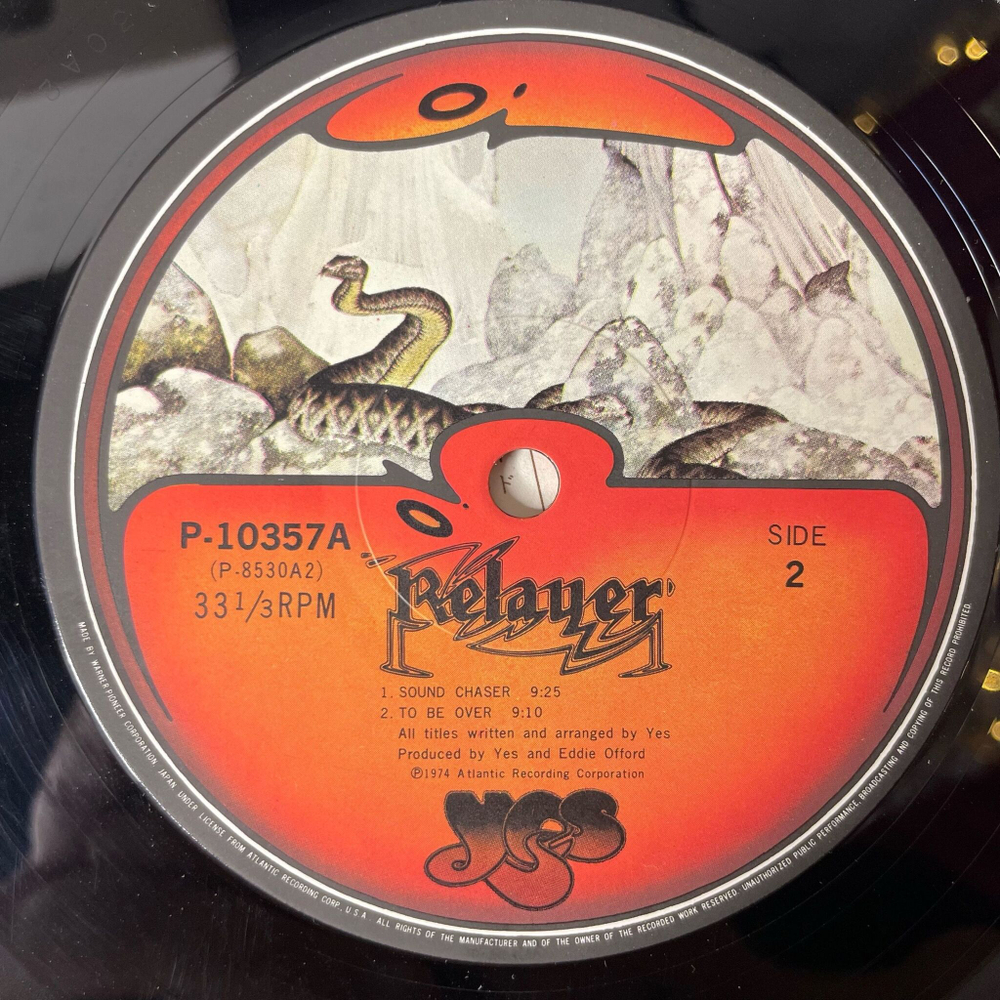 P-10357A
(P-8530A2)
33 1/3 RPM
SIDE
2
"Relayer"
1. SOUND CHASER 9:25
2. TO BE OVER 9:10
All titles written and arranged by Yes
Produced by Yes and Eddie Offord
℗1974 Atlantic Recording Corporation
yes
MADE BY WARNER-PIONEER CORPORATION, JAPAN, UNDER LICENSE FROM ATLANTIC RECORDING CORP., U.S.A. ALL RIGHTS OF THE MANUFACTURER AND OF THE OWNER OF THE RECORDED WORK RESERVED. UNAUTHORIZED PUBLIC PERFORMANCE, BROADCASTING AND COPYING OF THIS RECORD PROHIBITED.